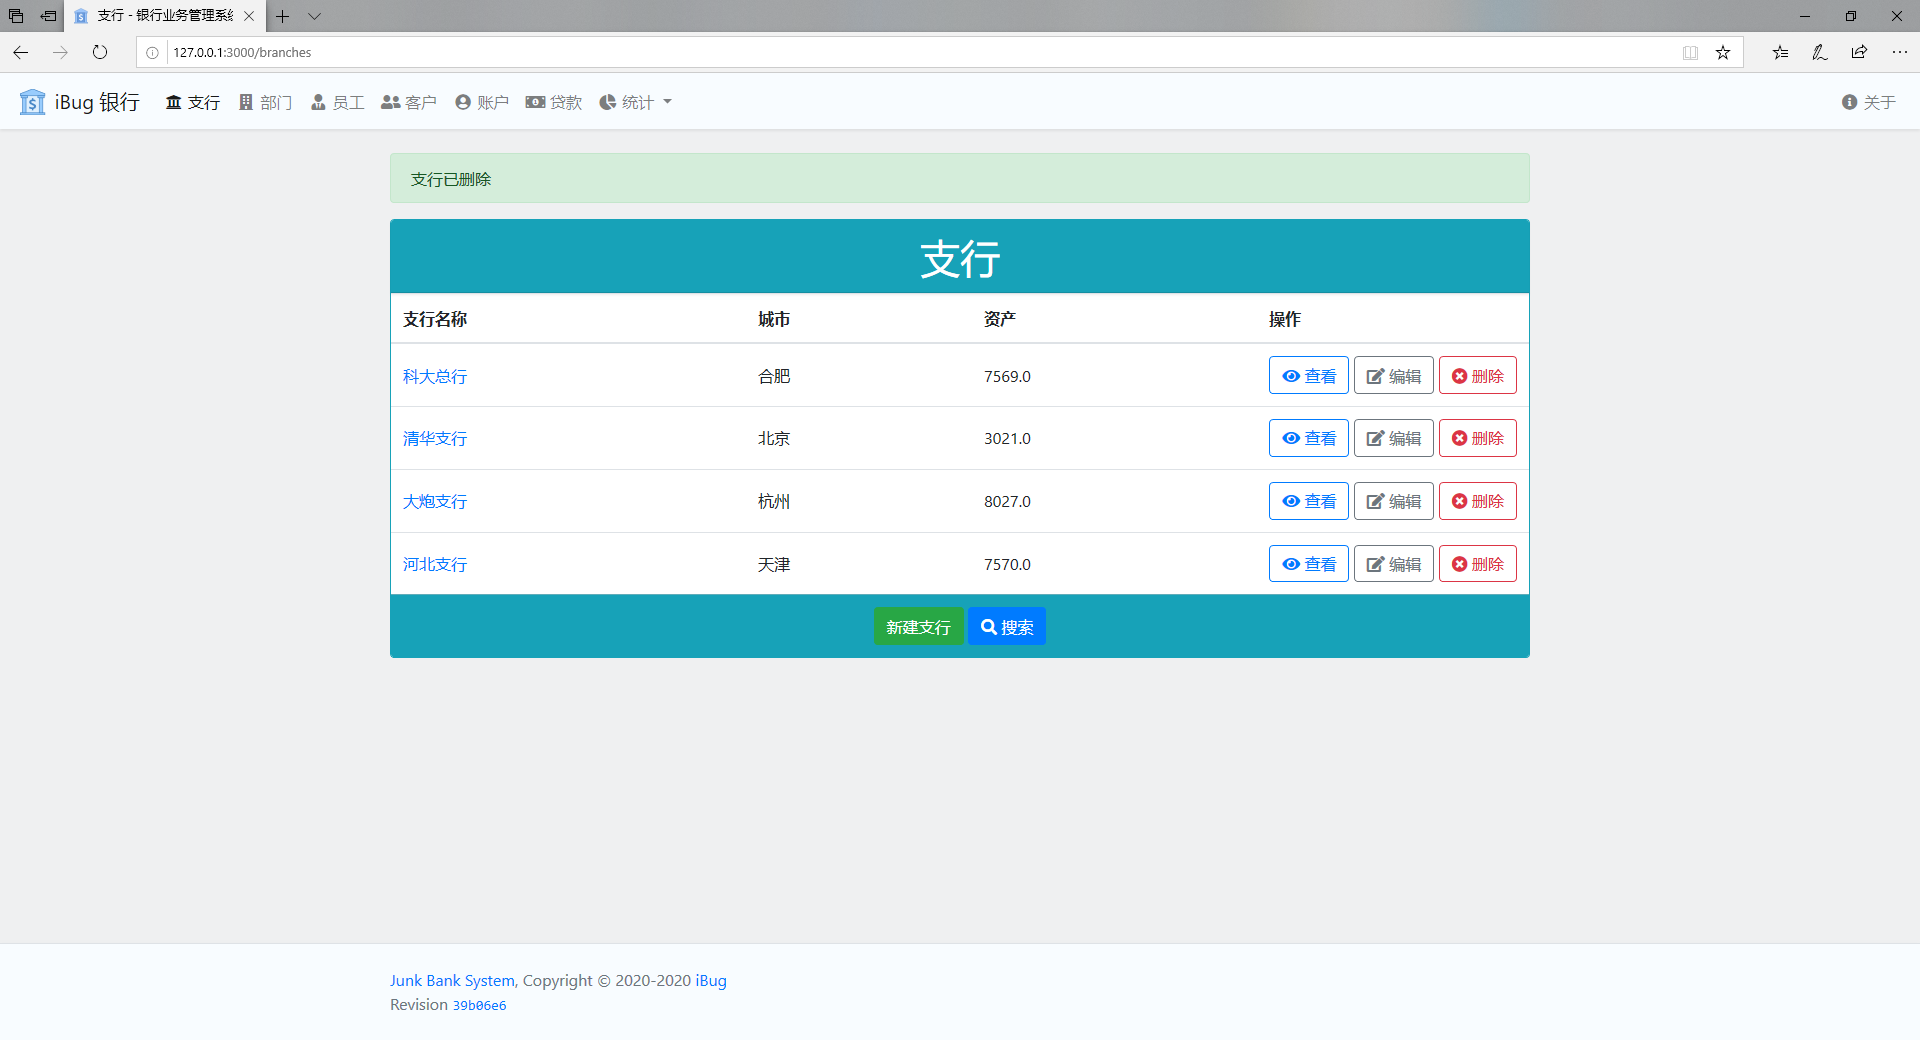 支行 - 银行业务管理系统
127.0.0.1:3000/branches
iBug 银行 支行 部门 员工 客户 账户 贷款 统计 关于
支行已删除
支行
支行名称 城市 资产 操作
科大总行 合肥 7569.0 查看 编辑 删除
清华支行 北京 3021.0 查看 编辑 删除
大炮支行 杭州 8027.0 查看 编辑 删除
河北支行 天津 7570.0 查看 编辑 删除
新建支行 搜索
Junk Bank System, Copyright © 2020-2020 iBug
Revision 39b06e6